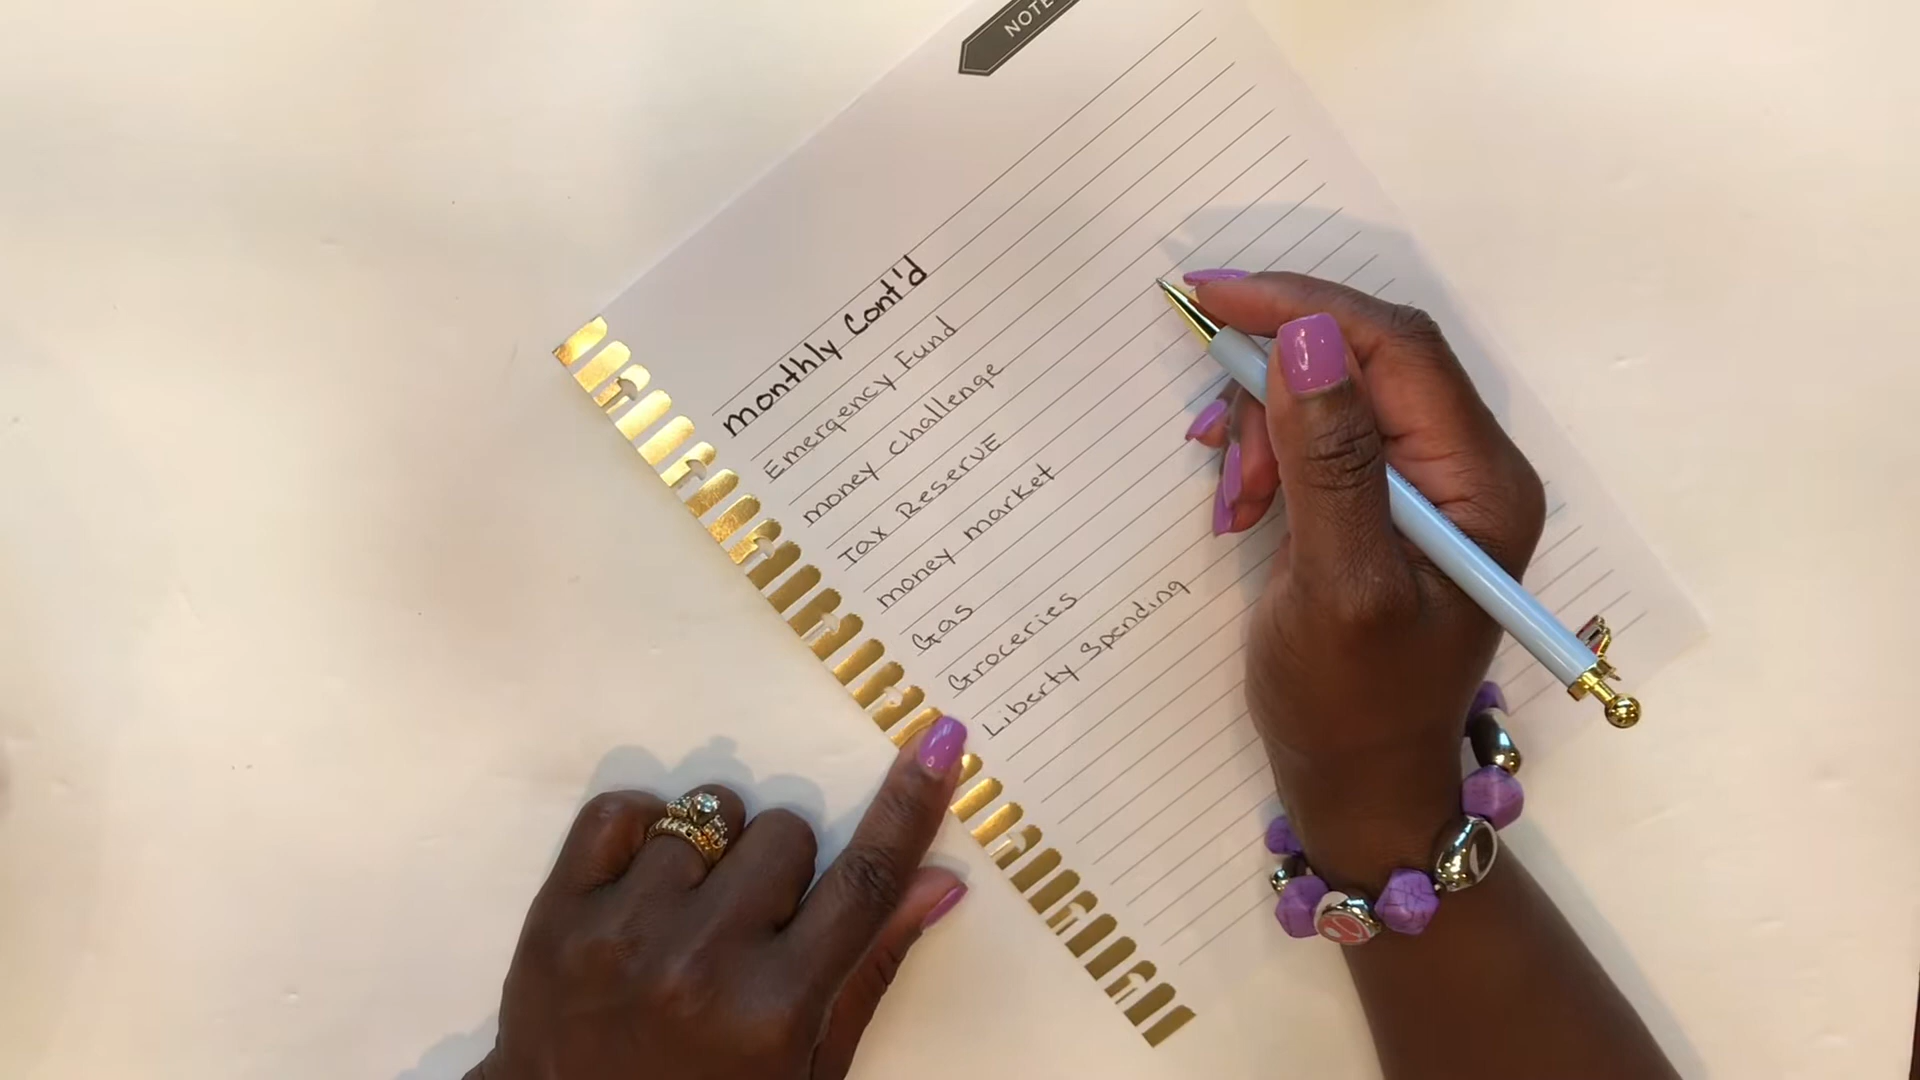 NOTE
monthly Cont'd
Emergency Fund
money challenge
Tax ReservE
money market
Gas
Groceries
Liberty Spending